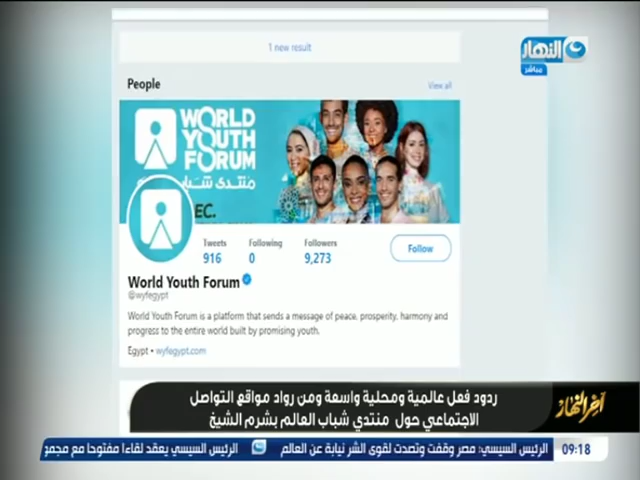 1 new result
النهار
مباشر
People
View all
WORLD
YOUTH
FORUM
منتدى شباب
EC.
Tweets Following Followers
916 0 9,273
Follow
World Youth Forum
@wyfegypt
World Youth Forum is a platform that sends a message of peace, prosperity, harmony and
progress to the entire world built by promising youth.
Egypt • wyfegypt.com
ردود فعل عالمية ومحلية واسعة ومن رواد مواقع التواصل
الاجتماعي حول منتدي شباب العالم بشرم الشيخ
آخر النهار
الرئيس السيسي: مصر وقفت وتصدت لقوى الشر نيابة عن العالم
الرئيس السيسي يعقد لقاءا مفتوحا مع مجمو
09:18